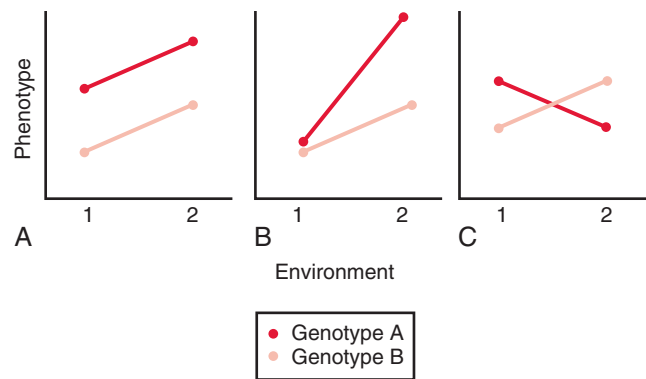 Phenotype
1 2 1 2 1 2
A B C
Environment
Genotype A
Genotype B